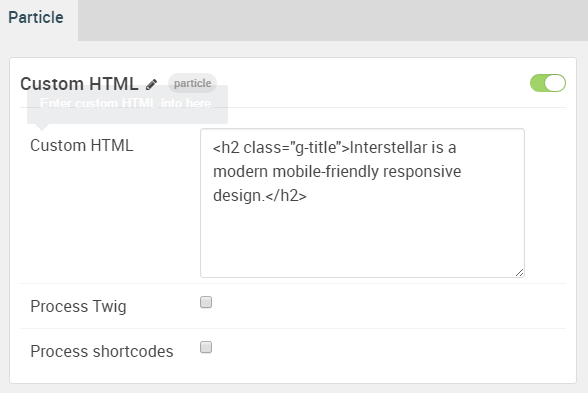 Particle
Custom HTML particle
Enter custom HTML into here
Custom HTML
<h2 class="g-title">Interstellar is a
modern mobile-friendly responsive
design.</h2>
Process Twig
Process shortcodes